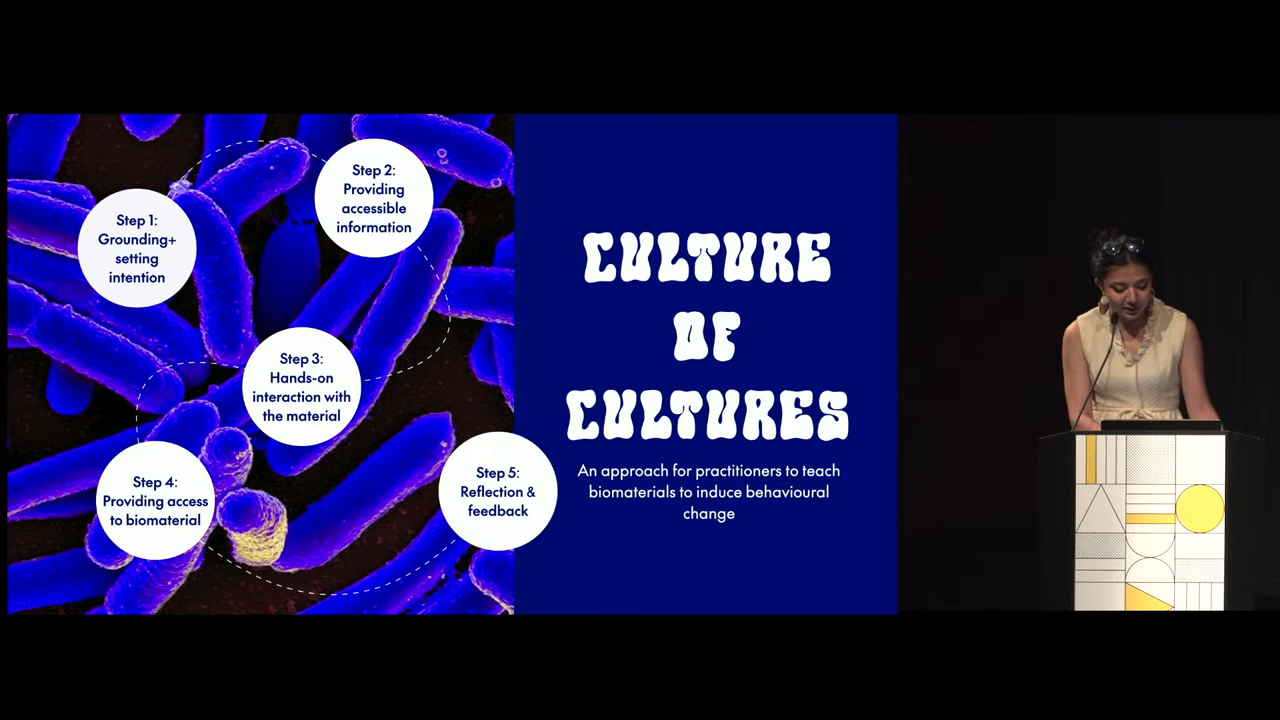 Step 1:
Grounding+
setting
intention
Step 2:
Providing
accessible
information
Step 3:
Hands-on
interaction with
the material
Step 4:
Providing access
to biomaterial
Step 5:
Reflection &
feedback
CULTURE
OF
CULTURES
An approach for practitioners to teach
biomaterials to induce behavioural
change